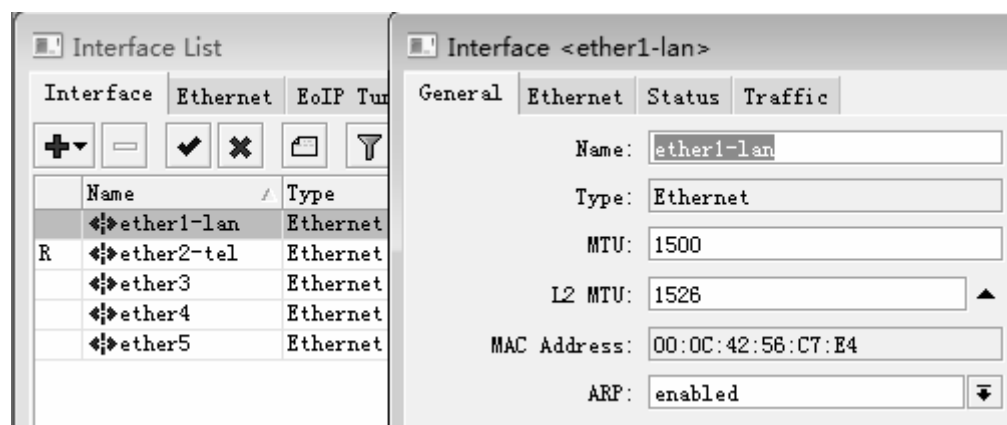 Interface List
Interface Ethernet EoIP Tun
Name Type
ether1-lan Ethernet
R ether2-tel Ethernet
ether3 Ethernet
ether4 Ethernet
ether5 Ethernet
Interface <ether1-lan>
General Ethernet Status Traffic
Name: ether1-lan
Type: Ethernet
MTU: 1500
L2 MTU: 1526
MAC Address: 00:0C:42:56:C7:E4
ARP: enabled